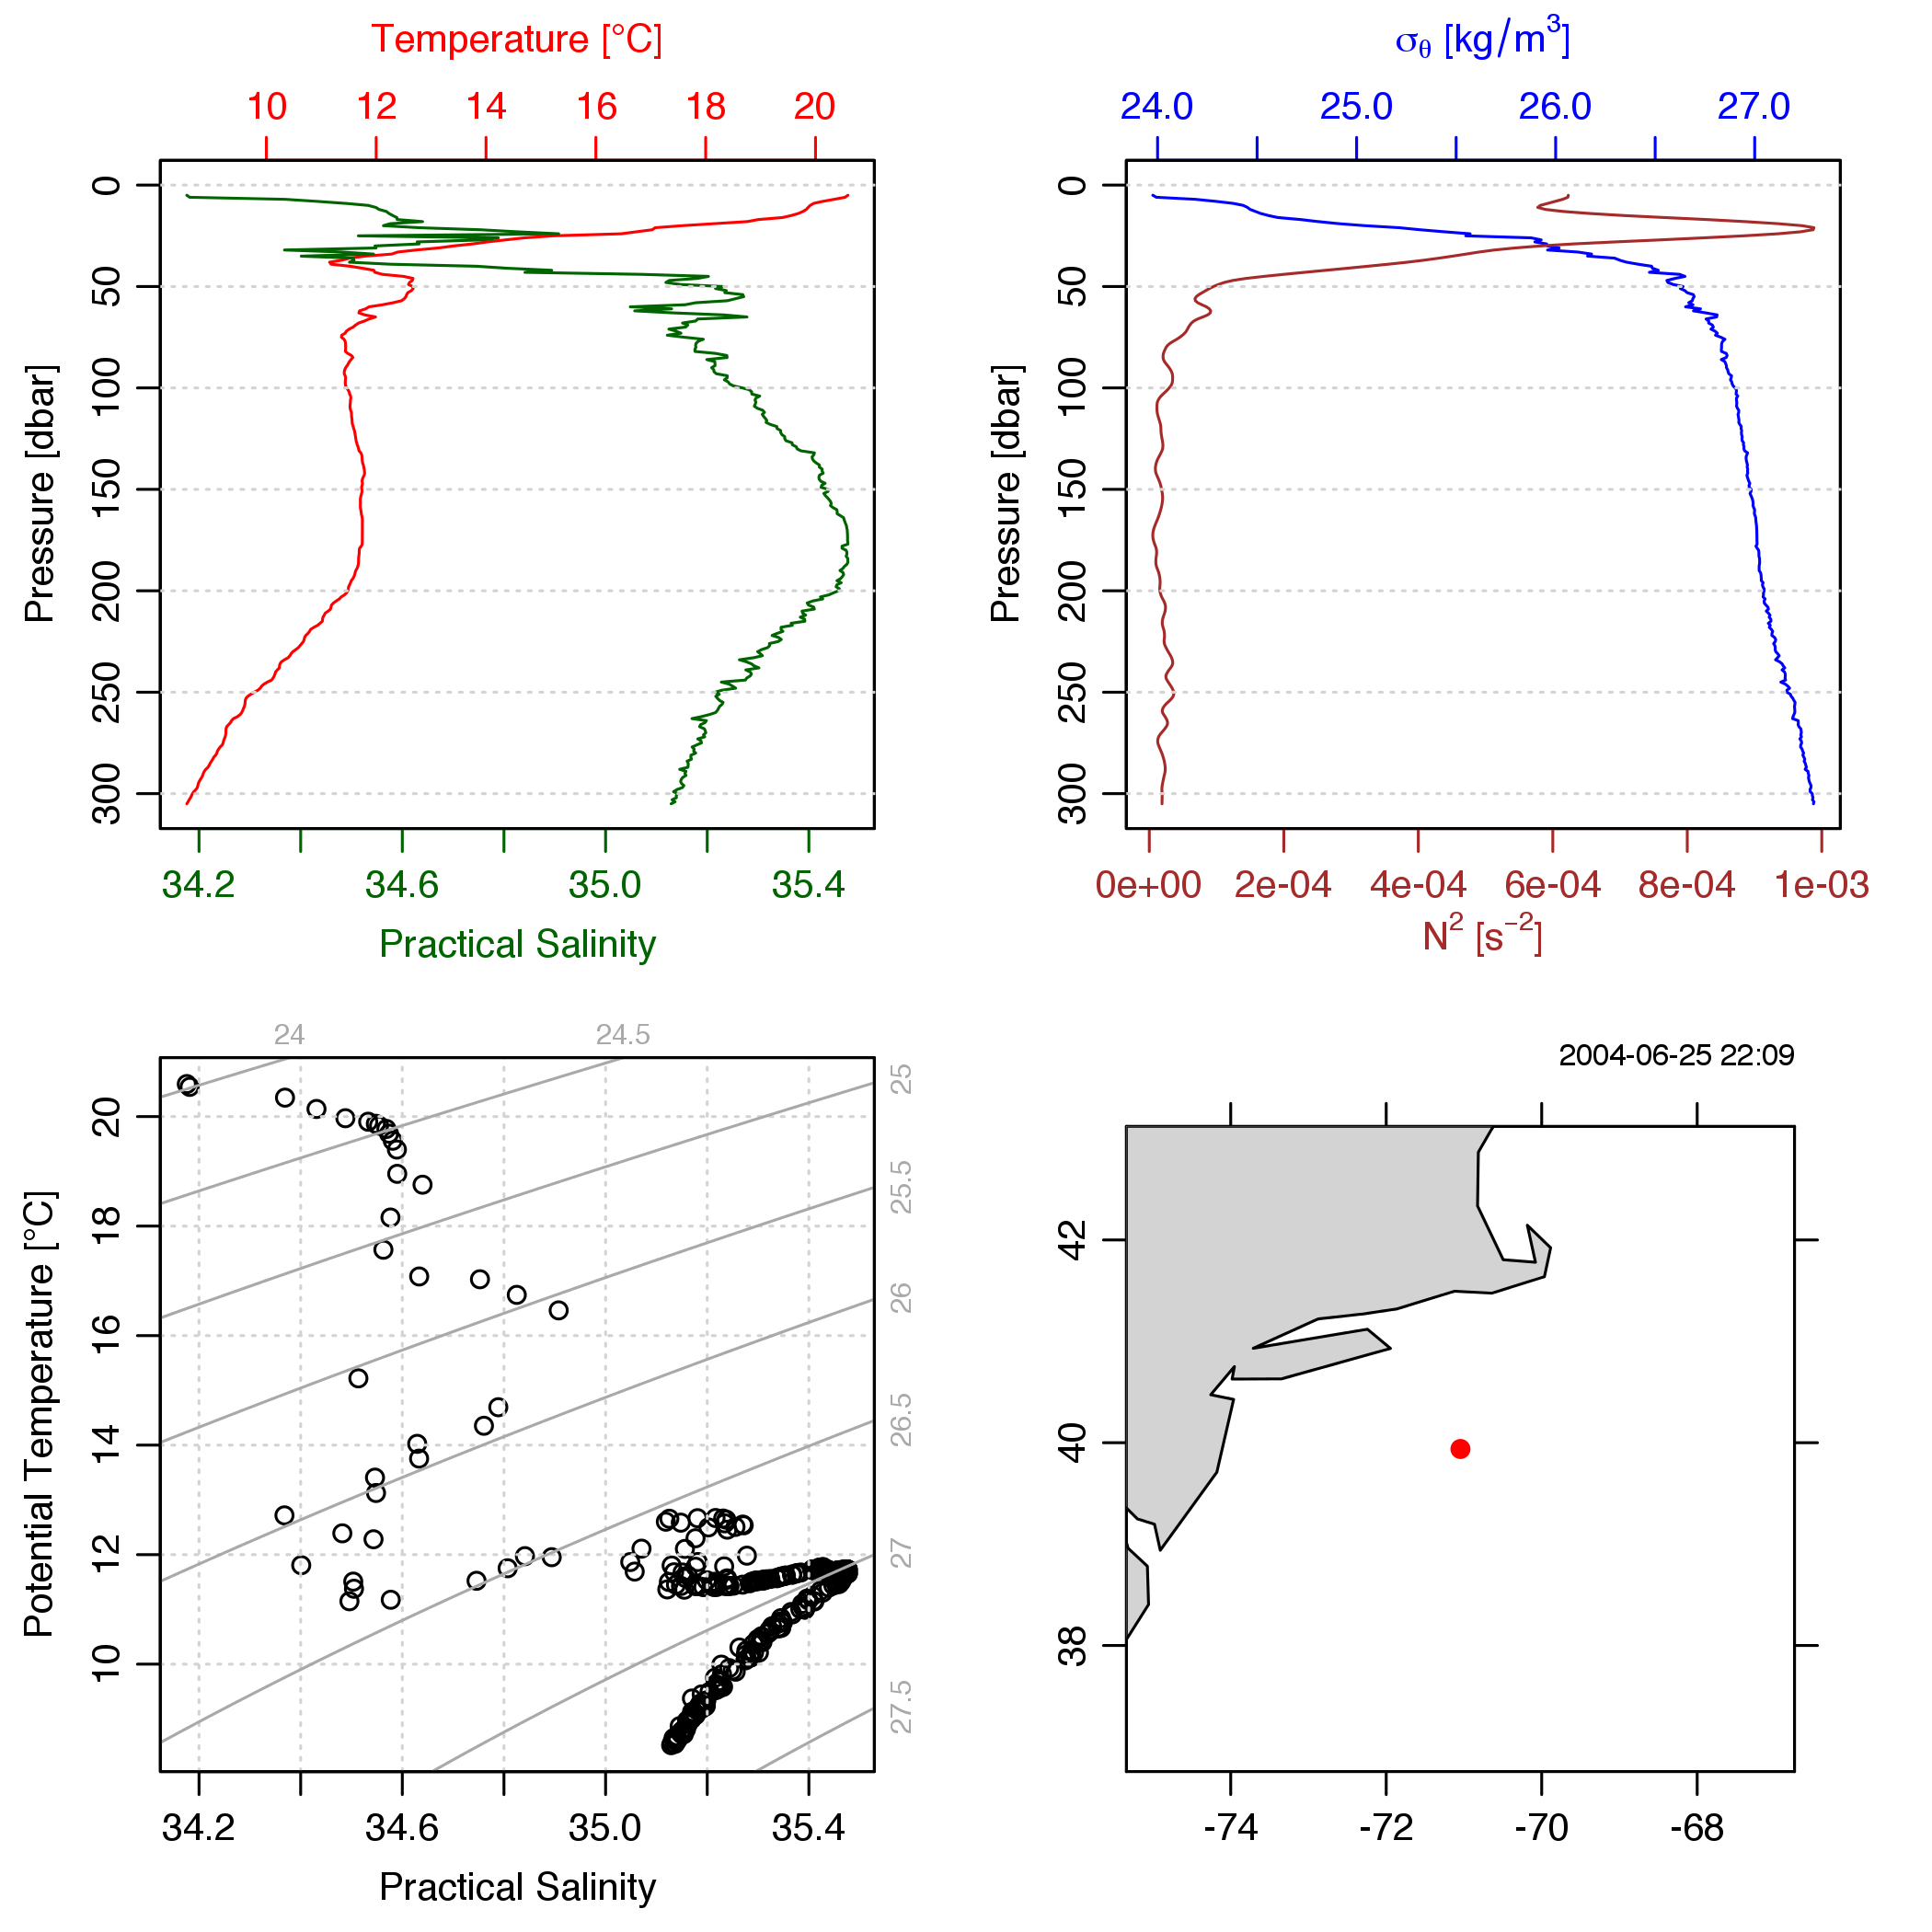 Temperature [°C]
10 12 14 16 18 20
0
50
100
150
200
250
300
Pressure [dbar]
34.2 34.6 35.0 35.4
Practical Salinity
σθ [kg/m³]
24.0 25.0 26.0 27.0
0
50
100
150
200
250
300
Pressure [dbar]
0e+00 2e-04 4e-04 6e-04 8e-04 1e-03
N² [s⁻²]
24 24.5
25
25.5
26
26.5
27
27.5
20
18
16
14
12
10
Potential Temperature [°C]
34.2 34.6 35.0 35.4
Practical Salinity
2004-06-25 22:09
42
40
38
-74 -72 -70 -68